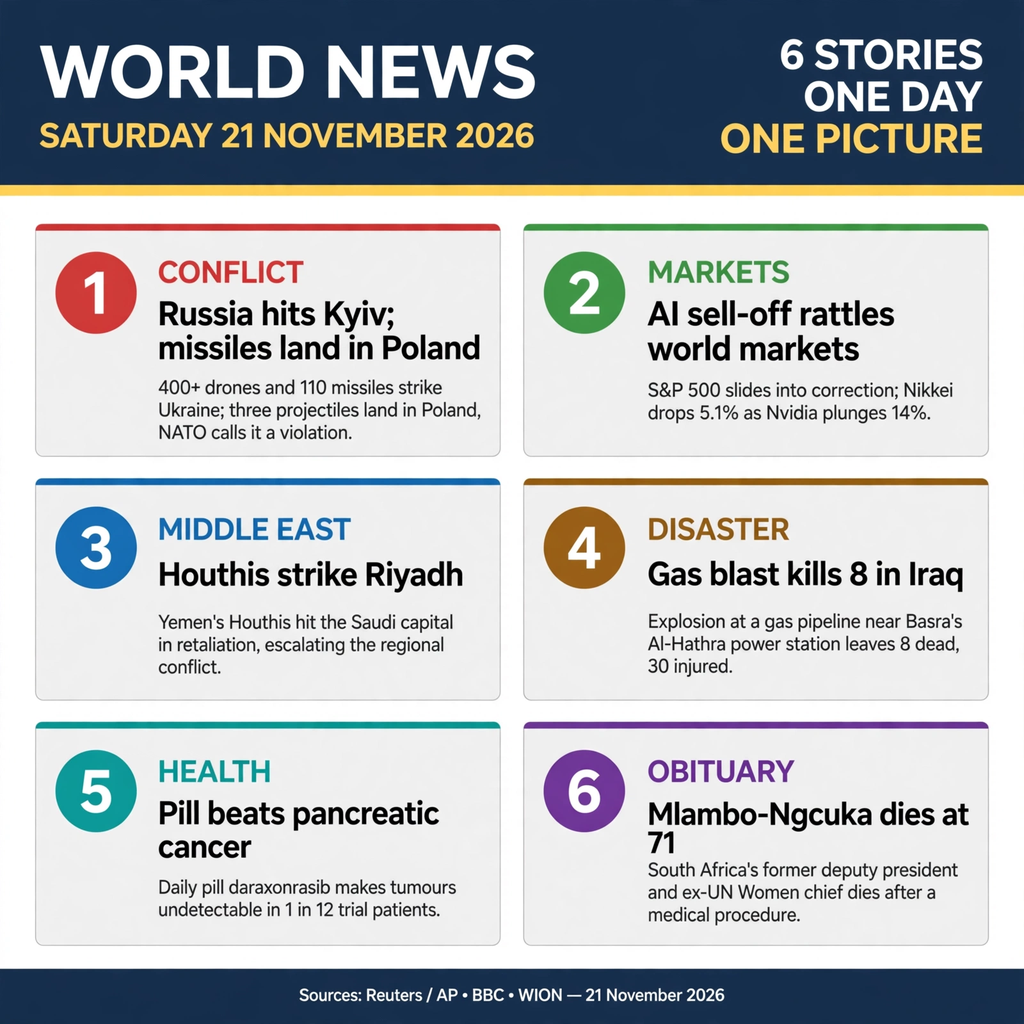 WORLD NEWS
SATURDAY 21 NOVEMBER 2026
6 STORIES
ONE DAY
ONE PICTURE
1
CONFLICT
Russia hits Kyiv;
missiles land in Poland
400+ drones and 110 missiles strike
Ukraine; three projectiles land in Poland,
NATO calls it a violation.
2
MARKETS
AI sell-off rattles
world markets
S&P 500 slides into correction; Nikkei
drops 5.1% as Nvidia plunges 14%.
3
MIDDLE EAST
Houthis strike Riyadh
Yemen's Houthis hit the Saudi capital
in retaliation, escalating the regional
conflict.
4
DISASTER
Gas blast kills 8 in Iraq
Explosion at a gas pipeline near Basra's
Al-Hathra power station leaves 8 dead,
30 injured.
5
HEALTH
Pill beats pancreatic
cancer
Daily pill daraxonrasib makes tumours
undetectable in 1 in 12 trial patients.
6
OBITUARY
Mlambo-Ngcuka dies at
71
South Africa's former deputy president
and ex-UN Women chief dies after a
medical procedure.
Sources: Reuters / AP • BBC • WION — 21 November 2026